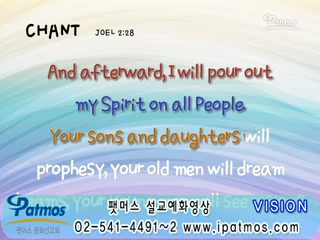 CHANT JOEL 2:28
Patmos
And afterward, I will pour out
my Spirit on all People.
Your sons and daughters will
prophesy, your old men will dream
Patmos
팻머스 문화선교회
팻머스 설교예화영상 VISION
02-541-4491~2 www.ipatmos.com